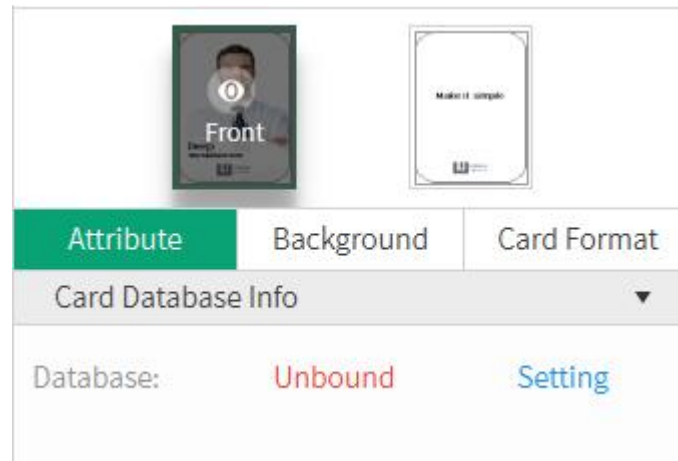 Make it simple
Front
Attribute
Background
Card Format
Card Database Info
Database:
Unbound
Setting